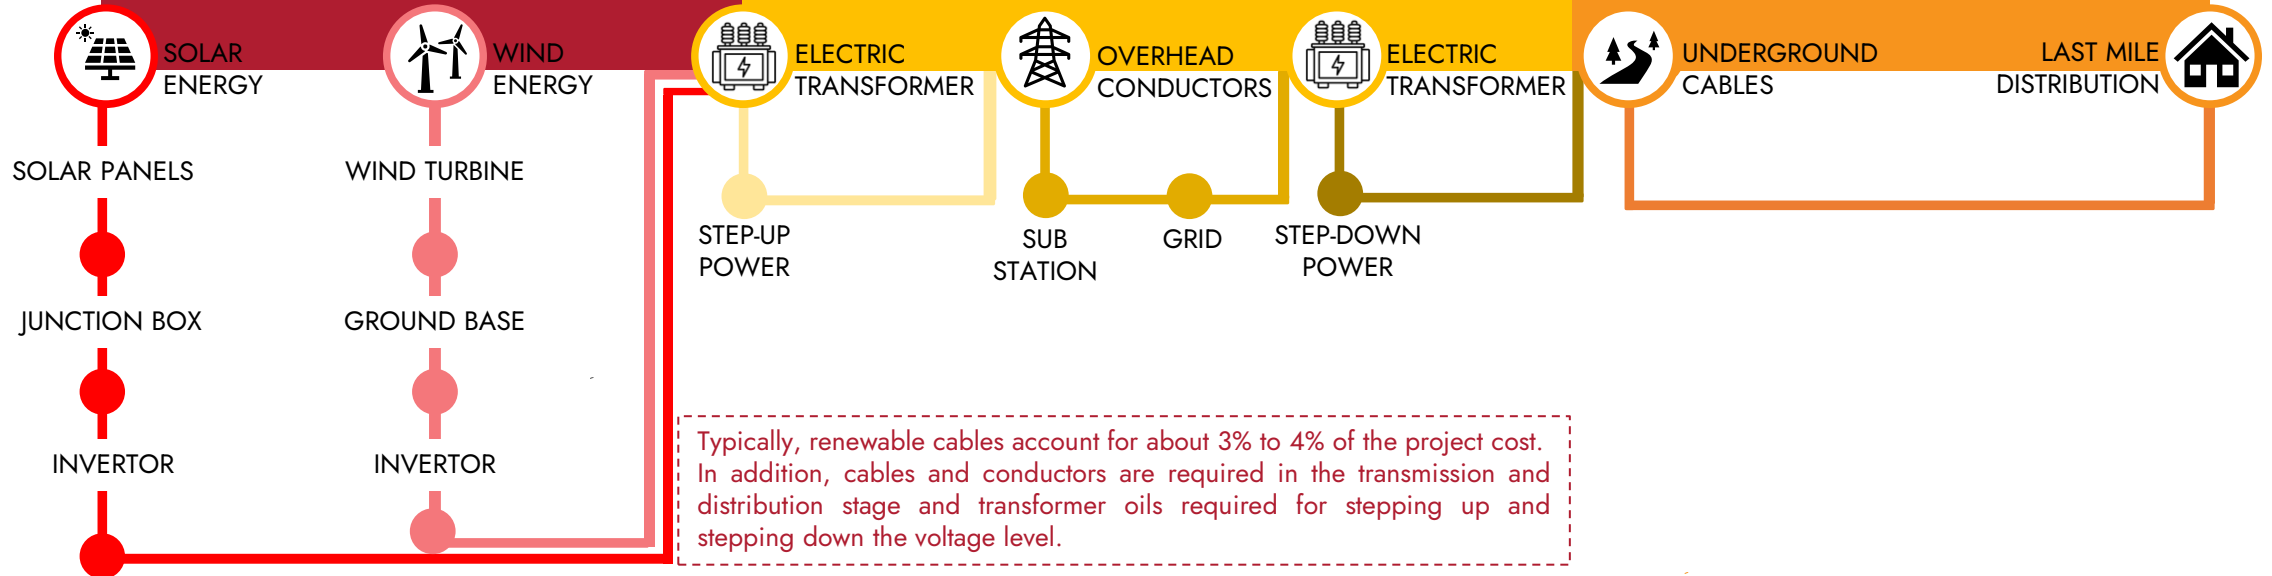 SOLAR
ENERGY
WIND
ENERGY
ELECTRIC
TRANSFORMER
OVERHEAD
CONDUCTORS
ELECTRIC
TRANSFORMER
UNDERGROUND
CABLES
LAST MILE
DISTRIBUTION
SOLAR PANELS
WIND TURBINE
JUNCTION BOX
GROUND BASE
INVERTOR
INVERTOR
STEP-UP
POWER
SUB
STATION
GRID
STEP-DOWN
POWER
Typically, renewable cables account for about 3% to 4% of the project cost.
In addition, cables and conductors are required in the transmission and
distribution stage and transformer oils required for stepping up and
stepping down the voltage level.